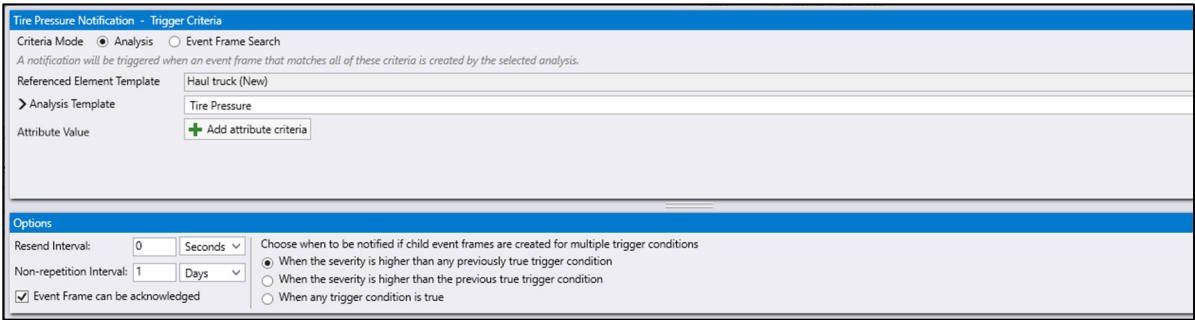 Tire Pressure Notification - Trigger Criteria
Criteria Mode Analysis Event Frame Search
A notification will be triggered when an event frame that matches all of these criteria is created by the selected analysis.
Referenced Element Template Haul truck (New)
Analysis Template Tire Pressure
Attribute Value Add attribute criteria
Options
Resend Interval: 0 Seconds
Non-repetition Interval: 1 Days
Event Frame can be acknowledged
Choose when to be notified if child event frames are created for multiple trigger conditions
When the severity is higher than any previously true trigger condition
When the severity is higher than the previous true trigger condition
When any trigger condition is true